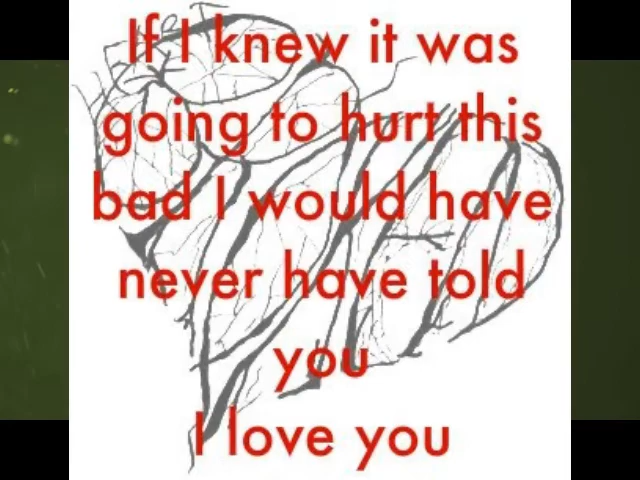 If I knew it was
going to hurt this
bad I would have
never have told
you
I love you